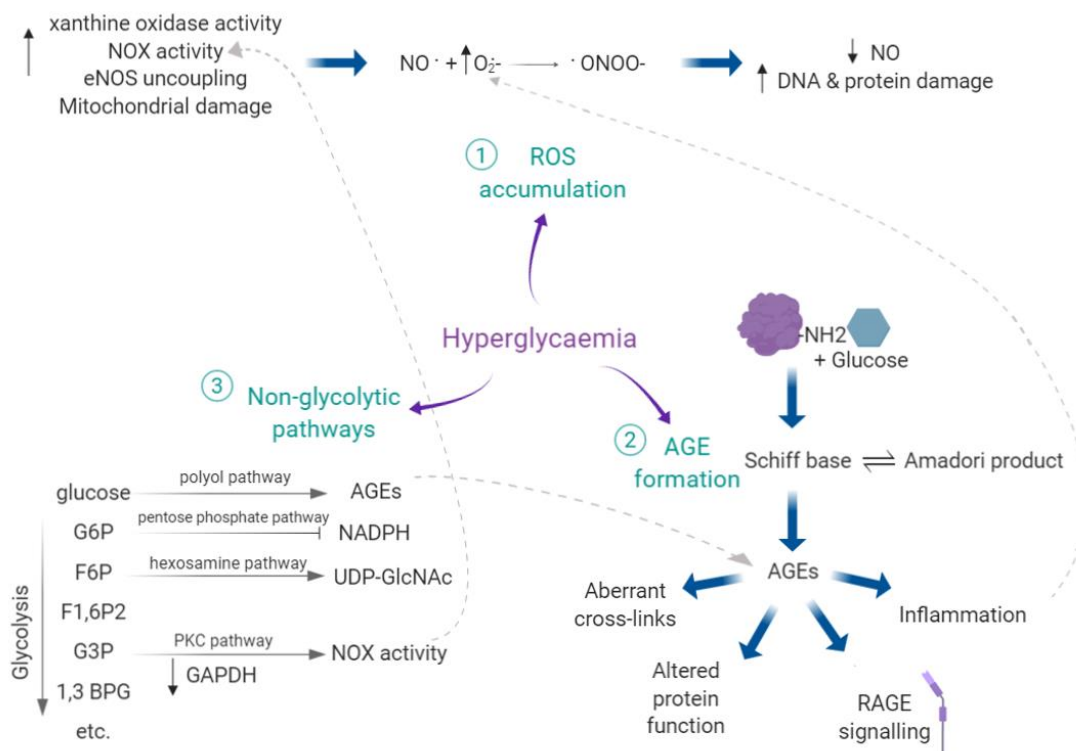 xanthine oxidase activity
NOX activity
eNOS uncoupling
Mitochondrial damage
NO · + O₂·- → · ONOO-
NO
DNA & protein damage
1 ROS
accumulation
Hyperglycaemia
-NH2
+ Glucose
3 Non-glycolytic
pathways
2 AGE
formation
Schiff base ⇌ Amadori product
glucose polyol pathway AGEs
G6P pentose phosphate pathway NADPH
F6P hexosamine pathway UDP-GlcNAc
F1,6P2
G3P PKC pathway NOX activity
GAPDH
1,3 BPG
etc.
Glycolysis
AGEs
Aberrant
cross-links
Inflammation
Altered
protein
function
RAGE
signalling